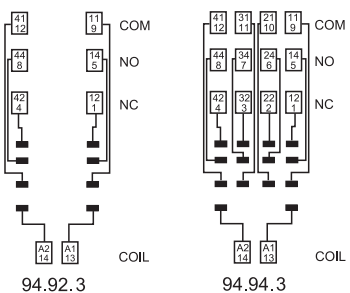 41 11 COM 41 31 21 11 COM
12 9 12 11 10 9
44 14 NO 44 34 24 14 NO
8 5 8 7 6 5
42 12 NC 42 32 22 12 NC
4 1 4 3 2 1
A2 A1 COIL A2 A1 COIL
14 13 14 13
94.92.3 94.94.3